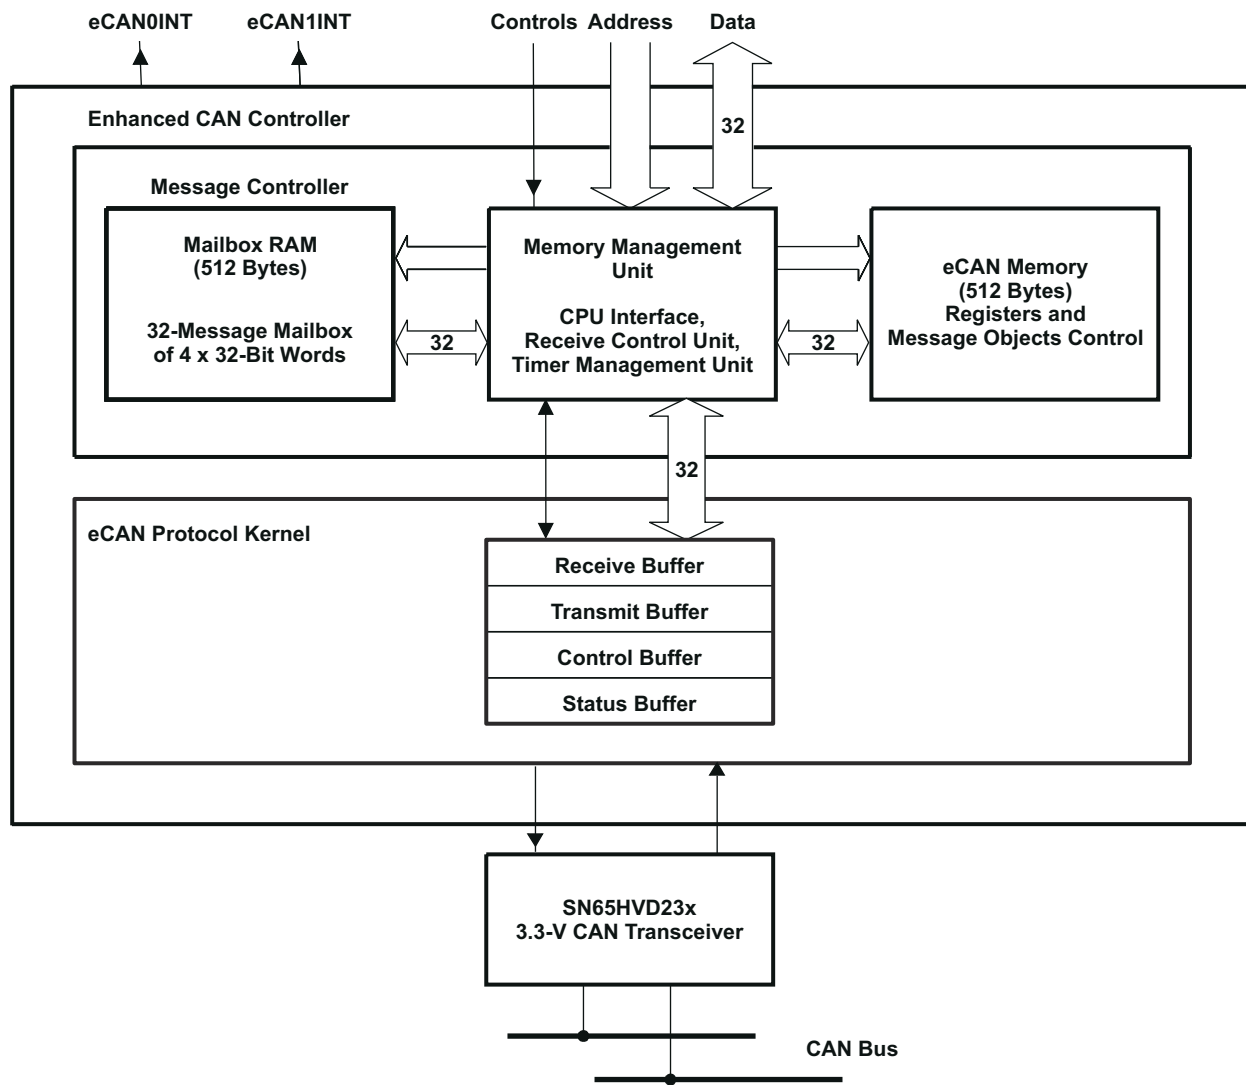 eCAN0INT
eCAN1INT
Controls
Address
Data
32
Enhanced CAN Controller
Message Controller
Mailbox RAM
(512 Bytes)
32-Message Mailbox
of 4 x 32-Bit Words
32
Memory Management
Unit
CPU Interface,
Receive Control Unit,
Timer Management Unit
32
eCAN Memory
(512 Bytes)
Registers and
Message Objects Control
32
eCAN Protocol Kernel
Receive Buffer
Transmit Buffer
Control Buffer
Status Buffer
SN65HVD23x
3.3-V CAN Transceiver
CAN Bus